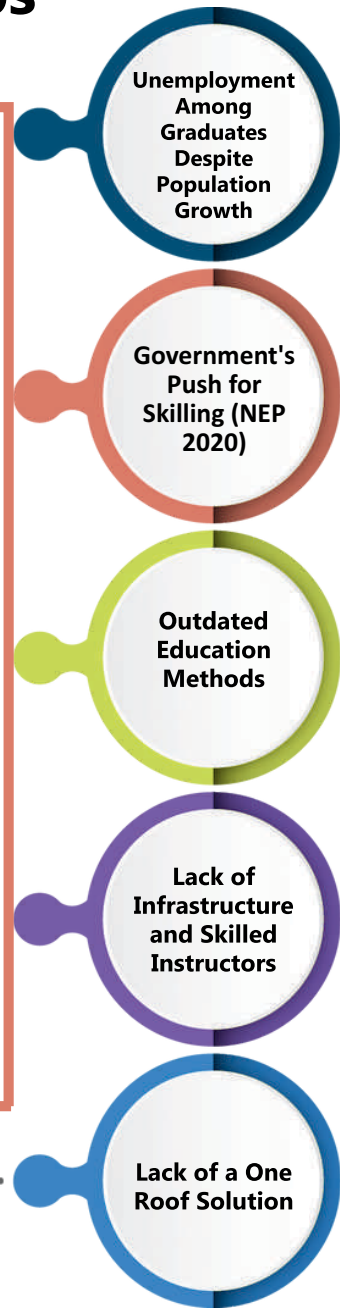 Unemployment
Among
Graduates
Despite
Population
Growth
Government's
Push for
Skilling (NEP
2020)
Outdated
Education
Methods
Lack of
Infrastructure
and Skilled
Instructors
Lack of a One
Roof Solution